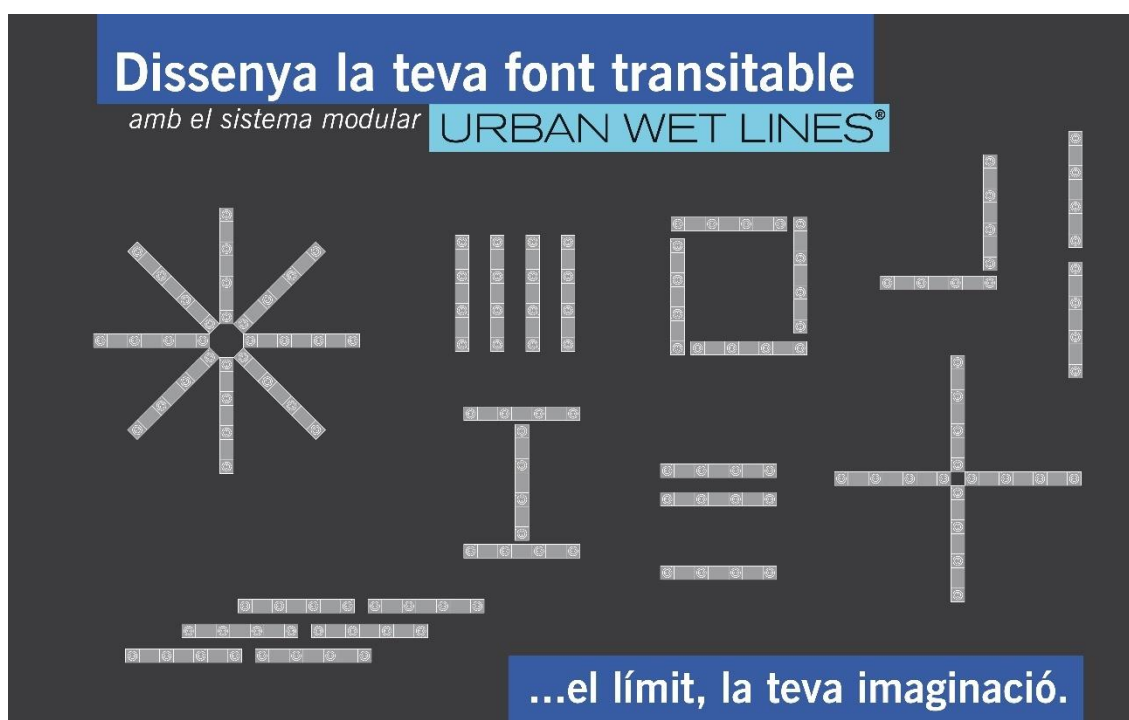 Dissenya la teva font transitable
amb el sistema modular URBAN WET LINES®
...el límit, la teva imaginació.